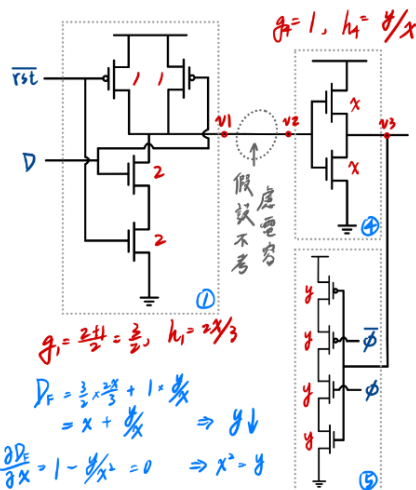 g₄ = 1, h₄ = y/x
rst
1 1
v1 v2 v3
x
x
D
2
2
假設不考
慮電容
①
④
g₁ = 2+1/2 = 3/2, h₁ = 2x/3
y
y φ
y φ
y
⑤
D_F = 3/2 × 2x/3 + 1 × y/x
= x + y/x ⇒ y↓
∂D_F/∂x = 1 - y/x² = 0 ⇒ x² = y